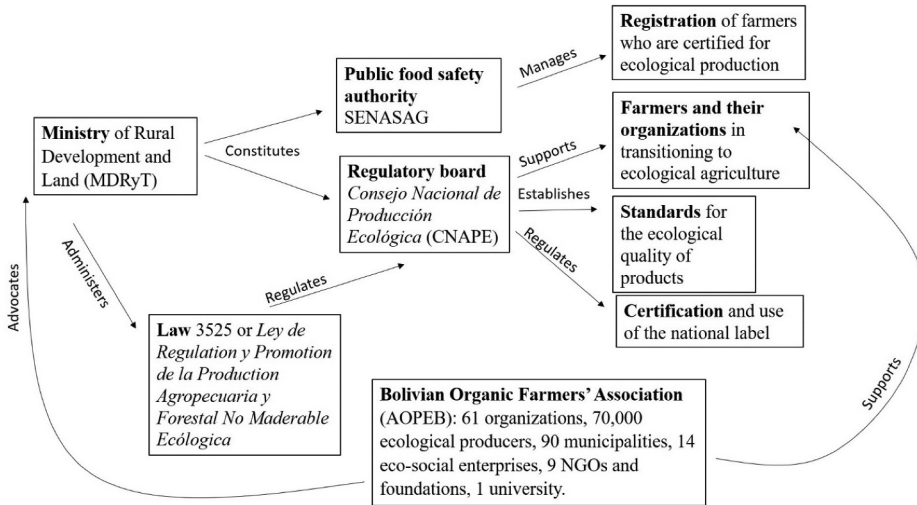 Registration of farmers
who are certified for
ecological production
Manages
Public food safety
authority
SENASAG
Ministry of Rural
Development and
Land (MDRyT)
Constitutes
Farmers and their
organizations in
transitioning to
ecological agriculture
Supports
Regulatory board
Consejo Nacional de
Producción
Ecológica (CNAPE)
Establishes
Standards for
the ecological
quality of
products
Regulates
Certification and use
of the national label
Advocates
Administers
Regulates
Law 3525 or Ley de
Regulation y Promotion
de la Production
Agropecuaria y
Forestal No Maderable
Ecólogica
Bolivian Organic Farmers’ Association
(AOPEB): 61 organizations, 70,000
ecological producers, 90 municipalities, 14
eco-social enterprises, 9 NGOs and
foundations, 1 university.
Supports